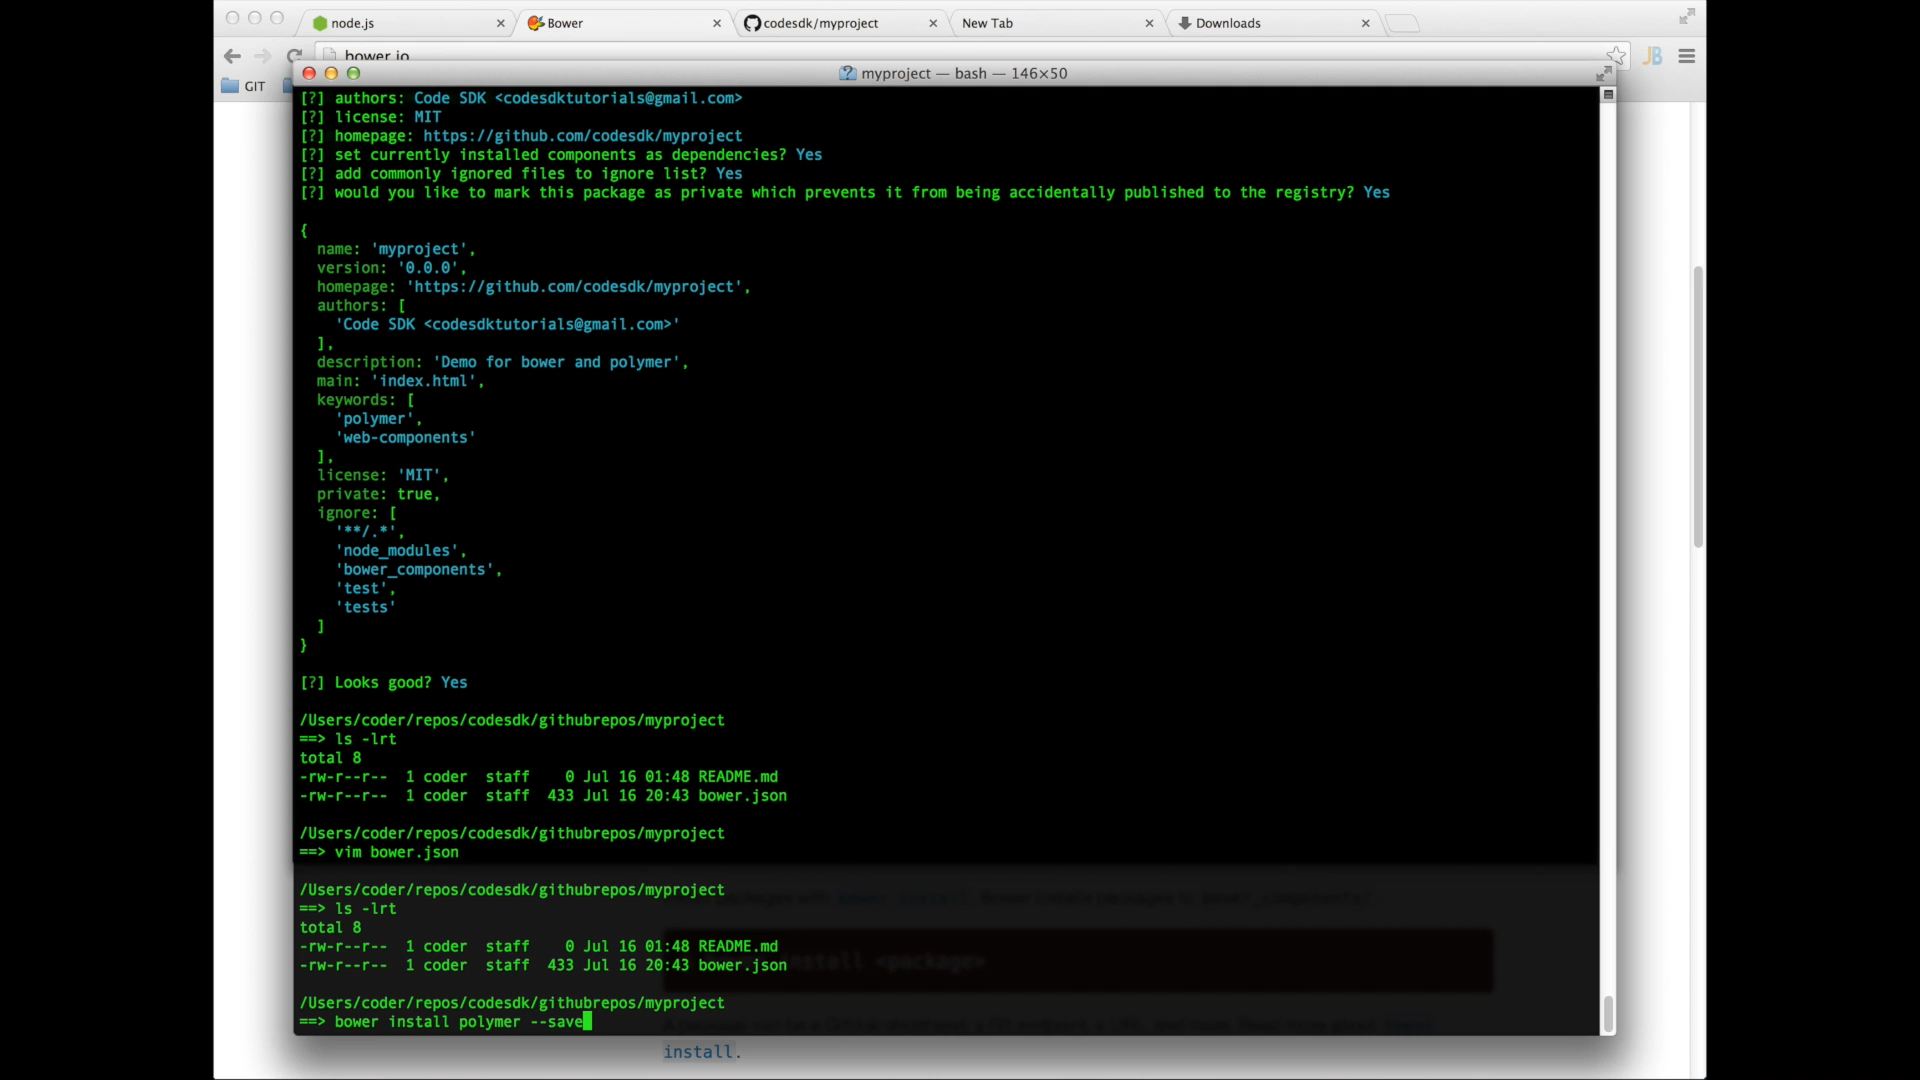 node.js
Bower
codesdk/myproject
New Tab
Downloads
bower.io
GIT
myproject — bash — 146×50
[?] authors: Code SDK <codesdktutorials@gmail.com>
[?] license: MIT
[?] homepage: https://github.com/codesdk/myproject
[?] set currently installed components as dependencies? Yes
[?] add commonly ignored files to ignore list? Yes
[?] would you like to mark this package as private which prevents it from being accidentally published to the registry? Yes
{
name: 'myproject',
version: '0.0.0',
homepage: 'https://github.com/codesdk/myproject',
authors: [
'Code SDK <codesdktutorials@gmail.com>'
],
description: 'Demo for bower and polymer',
main: 'index.html',
keywords: [
'polymer',
'web-components'
],
license: 'MIT',
private: true,
ignore: [
'**/.*',
'node_modules',
'bower_components',
'test',
'tests'
]
}
[?] Looks good? Yes
/Users/coder/repos/codesdk/githubrepos/myproject
==> ls -lrt
total 8
-rw-r--r-- 1 coder staff 0 Jul 16 01:48 README.md
-rw-r--r-- 1 coder staff 433 Jul 16 20:43 bower.json
/Users/coder/repos/codesdk/githubrepos/myproject
==> vim bower.json
/Users/coder/repos/codesdk/githubrepos/myproject
==> ls -lrt
total 8
-rw-r--r-- 1 coder staff 0 Jul 16 01:48 README.md
-rw-r--r-- 1 coder staff 433 Jul 16 20:43 bower.json
install <package>
/Users/coder/repos/codesdk/githubrepos/myproject
==> bower install polymer --save
install.